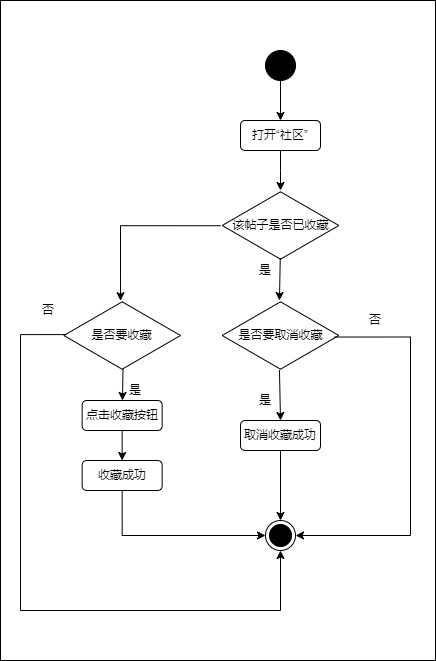 打开“社区”
该帖子是否已收藏
是
否
是否要收藏
是否要取消收藏
否
是
点击收藏按钮
是
取消收藏成功
收藏成功